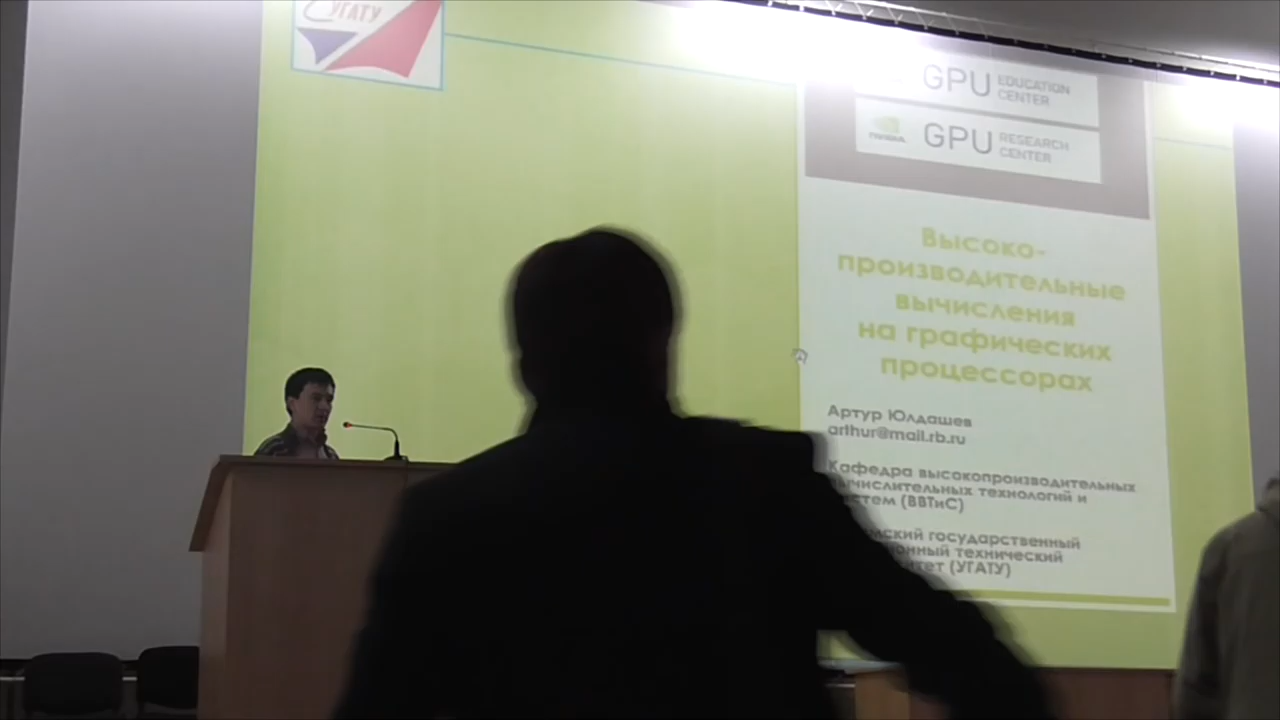 УГАТУ
GPU EDUCATION
CENTER
NVIDIA. GPU RESEARCH
CENTER
Высоко-
производительные
вычисления
на графических
процессорах
Артур Юлдашев
arthur@mail.rb.ru
Кафедра высокопроизводительных
вычислительных технологий и
(ВВТиС)
государственный
технический
(УГАТУ)